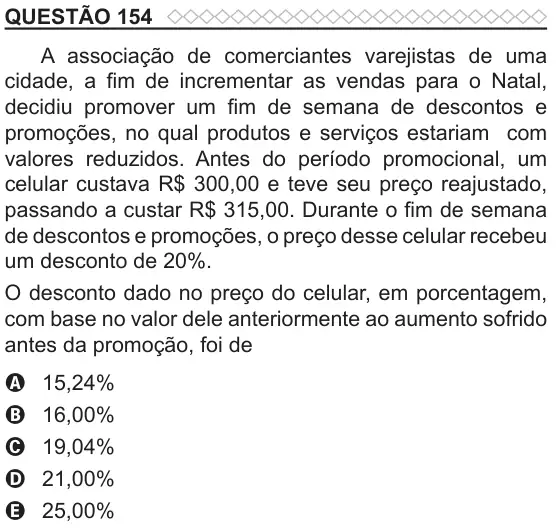 QUESTÃO 154
A associação de comerciantes varejistas de uma
cidade, a fim de incrementar as vendas para o Natal,
decidiu promover um fim de semana de descontos e
promoções, no qual produtos e serviços estariam com
valores reduzidos. Antes do período promocional, um
celular custava R$ 300,00 e teve seu preço reajustado,
passando a custar R$ 315,00. Durante o fim de semana
de descontos e promoções, o preço desse celular recebeu
um desconto de 20%.
O desconto dado no preço do celular, em porcentagem,
com base no valor dele anteriormente ao aumento sofrido
antes da promoção, foi de
A 15,24%
B 16,00%
C 19,04%
D 21,00%
E 25,00%